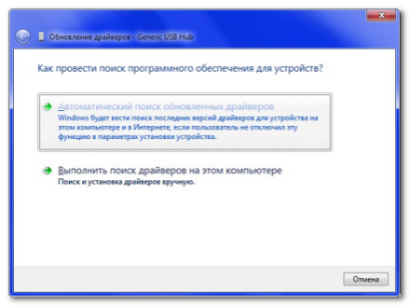 Обновление драйверов - Generic USB Hub
Как провести поиск программного обеспечения для устройств?
Автоматический поиск обновленных драйверов
Windows будет вести поиск последних версий драйверов для устройства на
этом компьютере и в Интернете, если пользователь не отключил эту
функцию в параметрах установки устройства.
Выполнить поиск драйверов на этом компьютере
Поиск и установка драйверов вручную.
Отмена